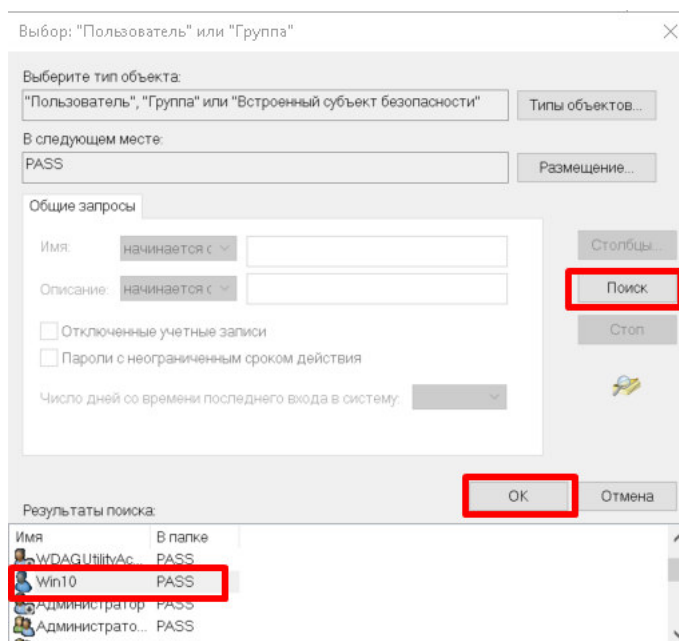 Выбор: "Пользователь" или "Группа"
Выберите тип объекта:
"Пользователь", "Группа" или "Встроенный субъект безопасности"
Типы объектов...
В следующем месте:
PASS
Размещение...
Общие запросы
Имя:
начинается с
Столбцы...
Описание:
начинается с
Поиск
Отключенные учетные записи
Стоп
Пароли с неограниченным сроком действия
Число дней со времени последнего входа в систему:
OK
Отмена
Результаты поиска:
Имя
В папке
WDAGUtilityAc...
PASS
Win10
PASS
Администратор
PASS
Администрато...
PASS